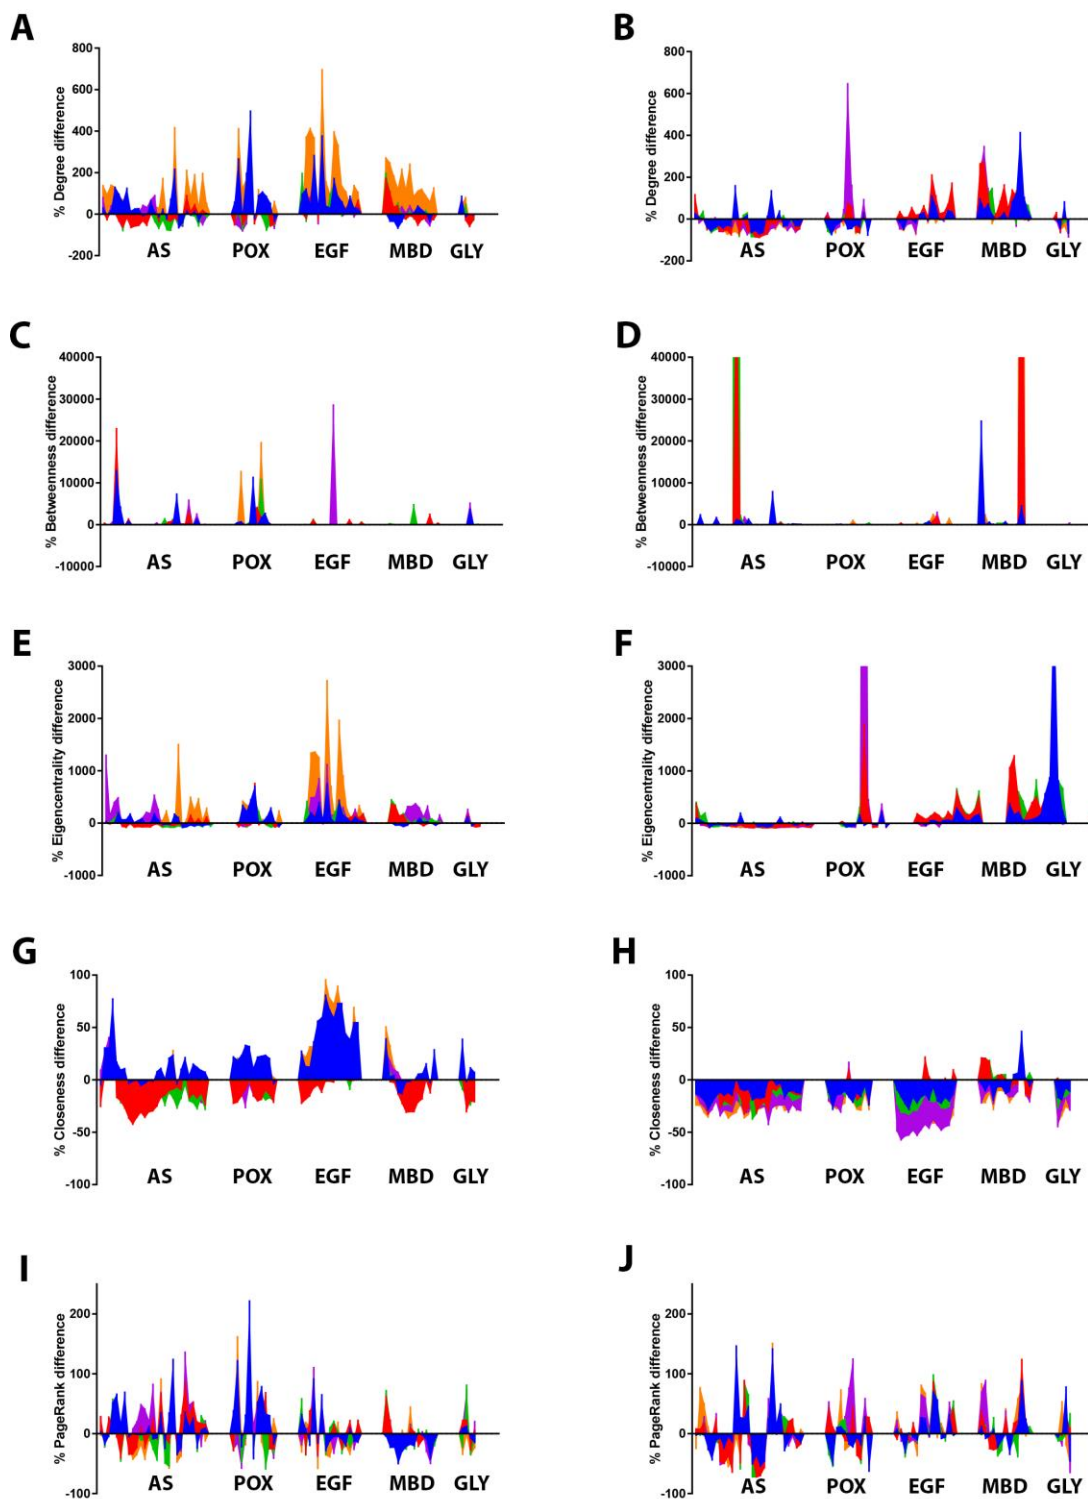 A
% Degree difference
800
600
400
200
0
-200
AS POX EGF MBD GLY
B
% Degree difference
800
600
400
200
0
-200
AS POX EGF MBD GLY
C
% Betweenness difference
40000
30000
20000
10000
0
-10000
AS POX EGF MBD GLY
D
% Betweenness difference
40000
30000
20000
10000
0
-10000
AS POX EGF MBD GLY
E
% Eigencentrality difference
3000
2000
1000
0
-1000
AS POX EGF MBD GLY
F
% Eigencentrality difference
3000
2000
1000
0
-1000
AS POX EGF MBD GLY
G
% Closeness difference
100
50
0
-50
-100
AS POX EGF MBD GLY
H
% Closeness difference
100
50
0
-50
-100
AS POX EGF MBD GLY
I
% PageRank difference
200
100
0
-100
AS POX EGF MBD GLY
J
% PageRank difference
200
100
0
-100
AS POX EGF MBD GLY